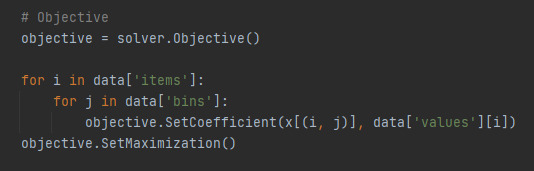 # Objective
objective = solver.Objective()
for i in data['items']:
for j in data['bins']:
objective.SetCoefficient(x[(i, j)], data['values'][i])
objective.SetMaximization()